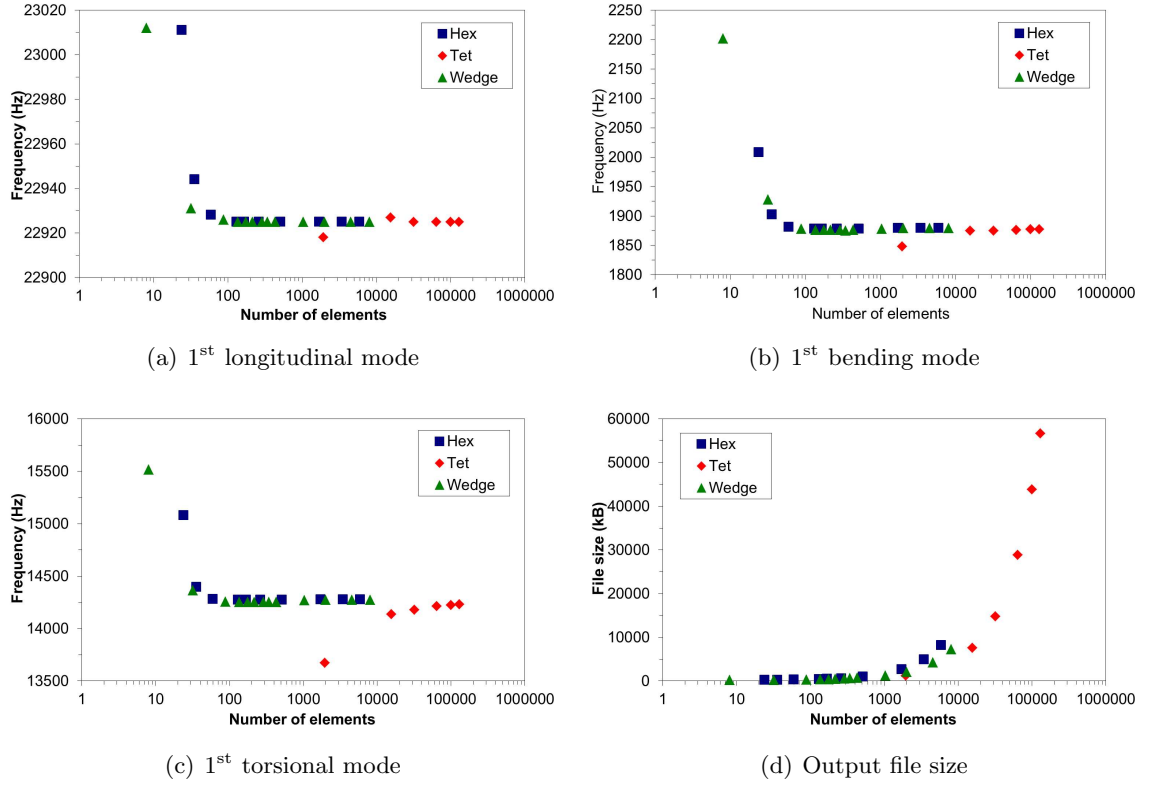 23020
23000
22980
22960
22940
22920
22900
Frequency (Hz)
1 10 100 1000 10000 100000 1000000
Number of elements
Hex
Tet
Wedge
(a) 1st longitudinal mode
2250
2200
2150
2100
2050
2000
1950
1900
1850
1800
Frequency (Hz)
1 10 100 1000 10000 100000 1000000
Number of elements
Hex
Tet
Wedge
(b) 1st bending mode
16000
15500
15000
14500
14000
13500
Frequency (Hz)
1 10 100 1000 10000 100000 1000000
Number of elements
Hex
Tet
Wedge
(c) 1st torsional mode
60000
50000
40000
30000
20000
10000
0
File size (kB)
1 10 100 1000 10000 100000 1000000
Number of elements
Hex
Tet
Wedge
(d) Output file size